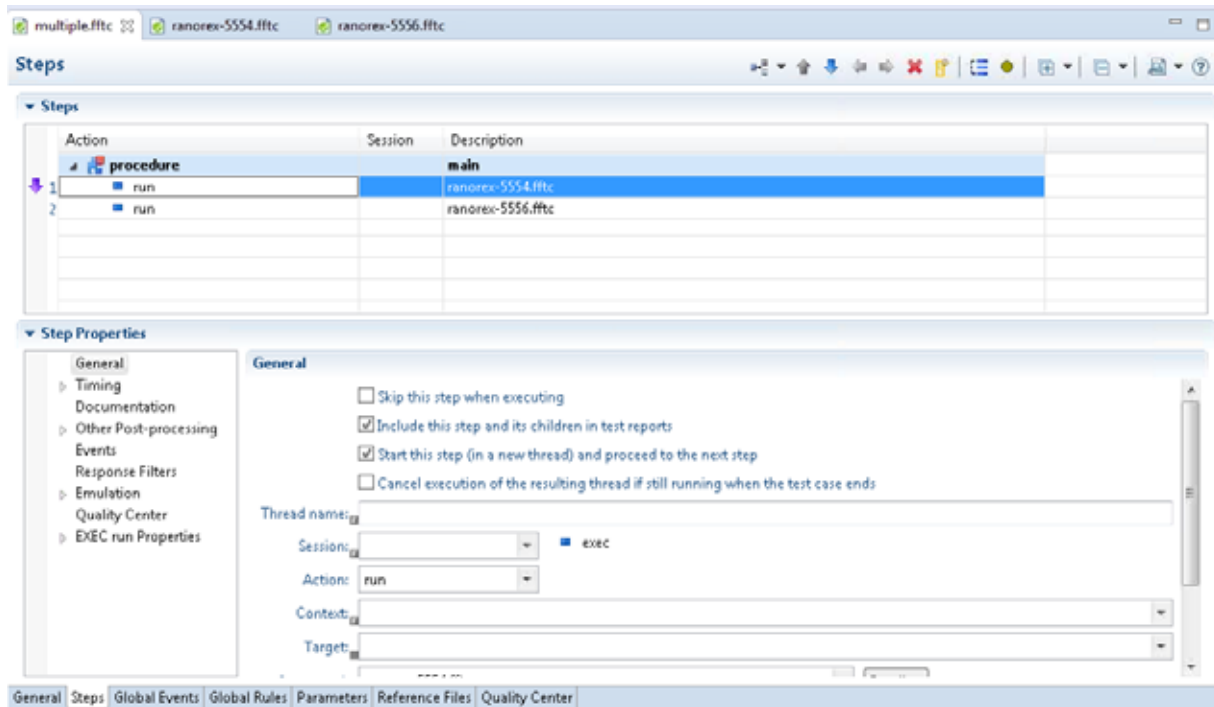 multiple.fftc ranorex-5554.fftc ranorex-5556.fftc
Steps
Steps
Action Session Description
procedure main
1 run ranorex-5554.fftc
2 run ranorex-5556.fftc
Step Properties
General
Timing
Documentation
Other Post-processing
Events
Response Filters
Emulation
Quality Center
EXEC run Properties
General
Skip this step when executing
Include this step and its children in test reports
Start this step (in a new thread) and proceed to the next step
Cancel execution of the resulting thread if still running when the test case ends
Thread name:
Session: exec
Action: run
Context:
Target:
General Steps Global Events Global Rules Parameters Reference Files Quality Center